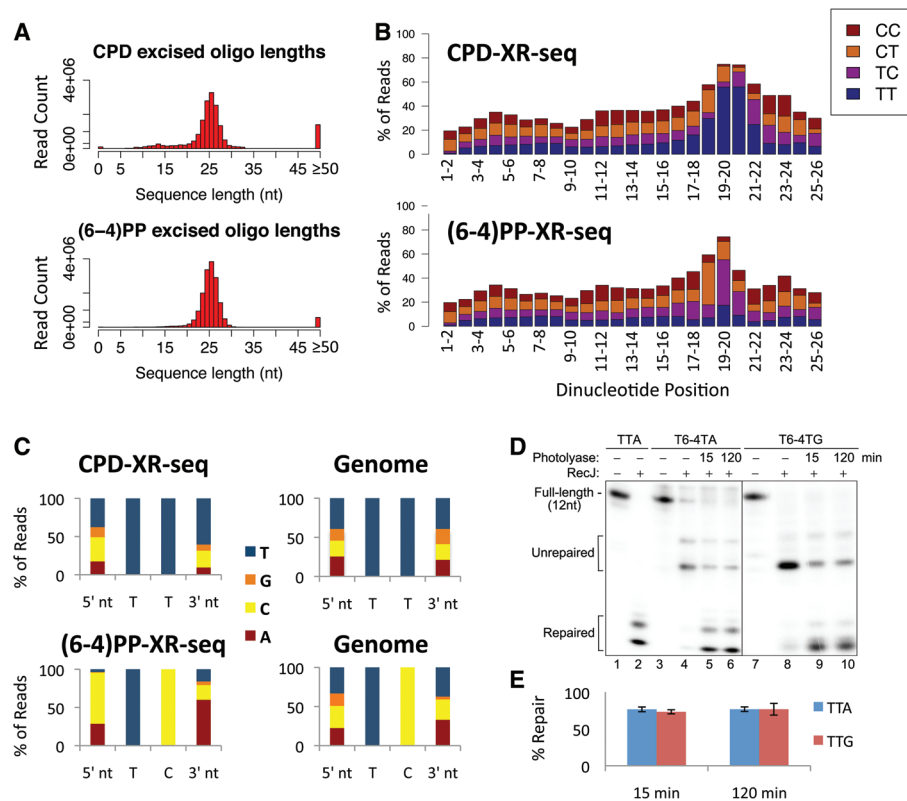 A
CPD excised oligo lengths
Read Count
4e+06
0e+00
0 5 15 25 35 45 ≥50
Sequence length (nt)
(6–4)PP excised oligo lengths
Read Count
4e+06
0e+00
0 5 15 25 35 45 ≥50
Sequence length (nt)
B
CPD-XR-seq
% of Reads
100
80
60
40
20
0
1-2 3-4 5-6 7-8 9-10 11-12 13-14 15-16 17-18 19-20 21-22 23-24 25-26
CC
CT
TC
TT
(6-4)PP-XR-seq
% of Reads
100
80
60
40
20
0
1-2 3-4 5-6 7-8 9-10 11-12 13-14 15-16 17-18 19-20 21-22 23-24 25-26
Dinucleotide Position
C
CPD-XR-seq
% of Reads
100
50
0
5' nt T T 3' nt
Genome
100
50
0
5' nt T T 3' nt
T
G
C
A
(6-4)PP-XR-seq
% of Reads
100
50
0
5' nt T C 3' nt
Genome
100
50
0
5' nt T C 3' nt
D
TTA T6-4TA T6-4TG
Photolyase: – – – – 15 120 – – 15 120 min
RecJ: – + – + + + – + + +
Full-length -
(12nt)
Unrepaired
Repaired
1 2 3 4 5 6 7 8 9 10
E
% Repair
100
50
0
15 min 120 min
TTA
TTG